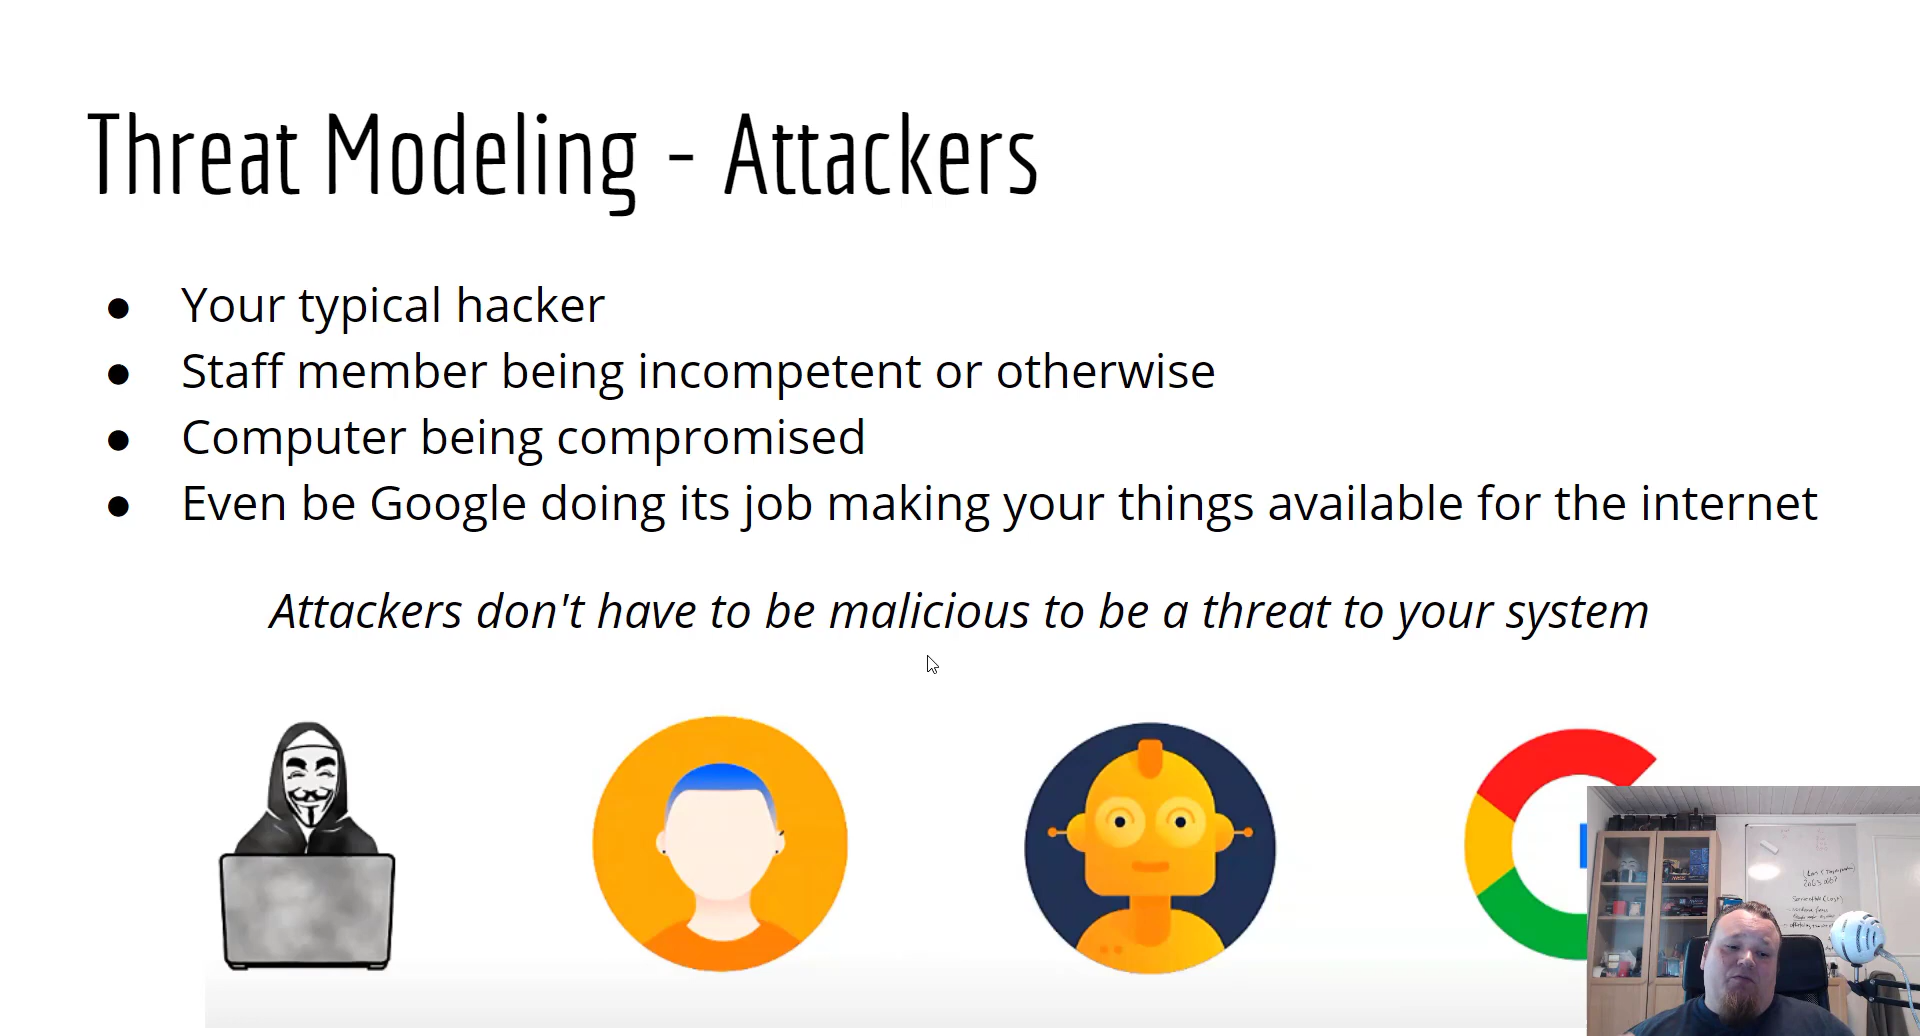 Threat Modeling - Attackers
● Your typical hacker
● Staff member being incompetent or otherwise
● Computer being compromised
● Even be Google doing its job making your things available for the internet
Attackers don't have to be malicious to be a threat to your system